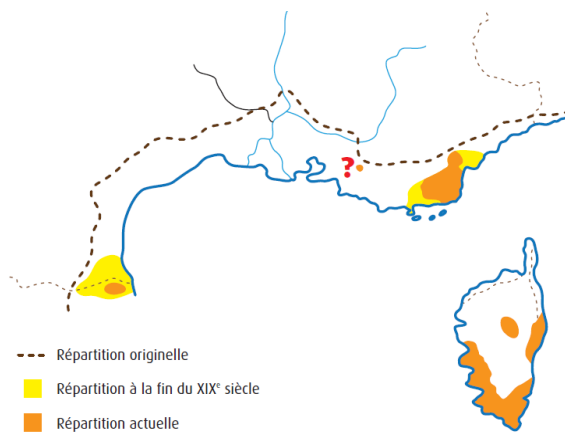 ?
Répartition originelle
Répartition à la fin du XIXe siècle
Répartition actuelle